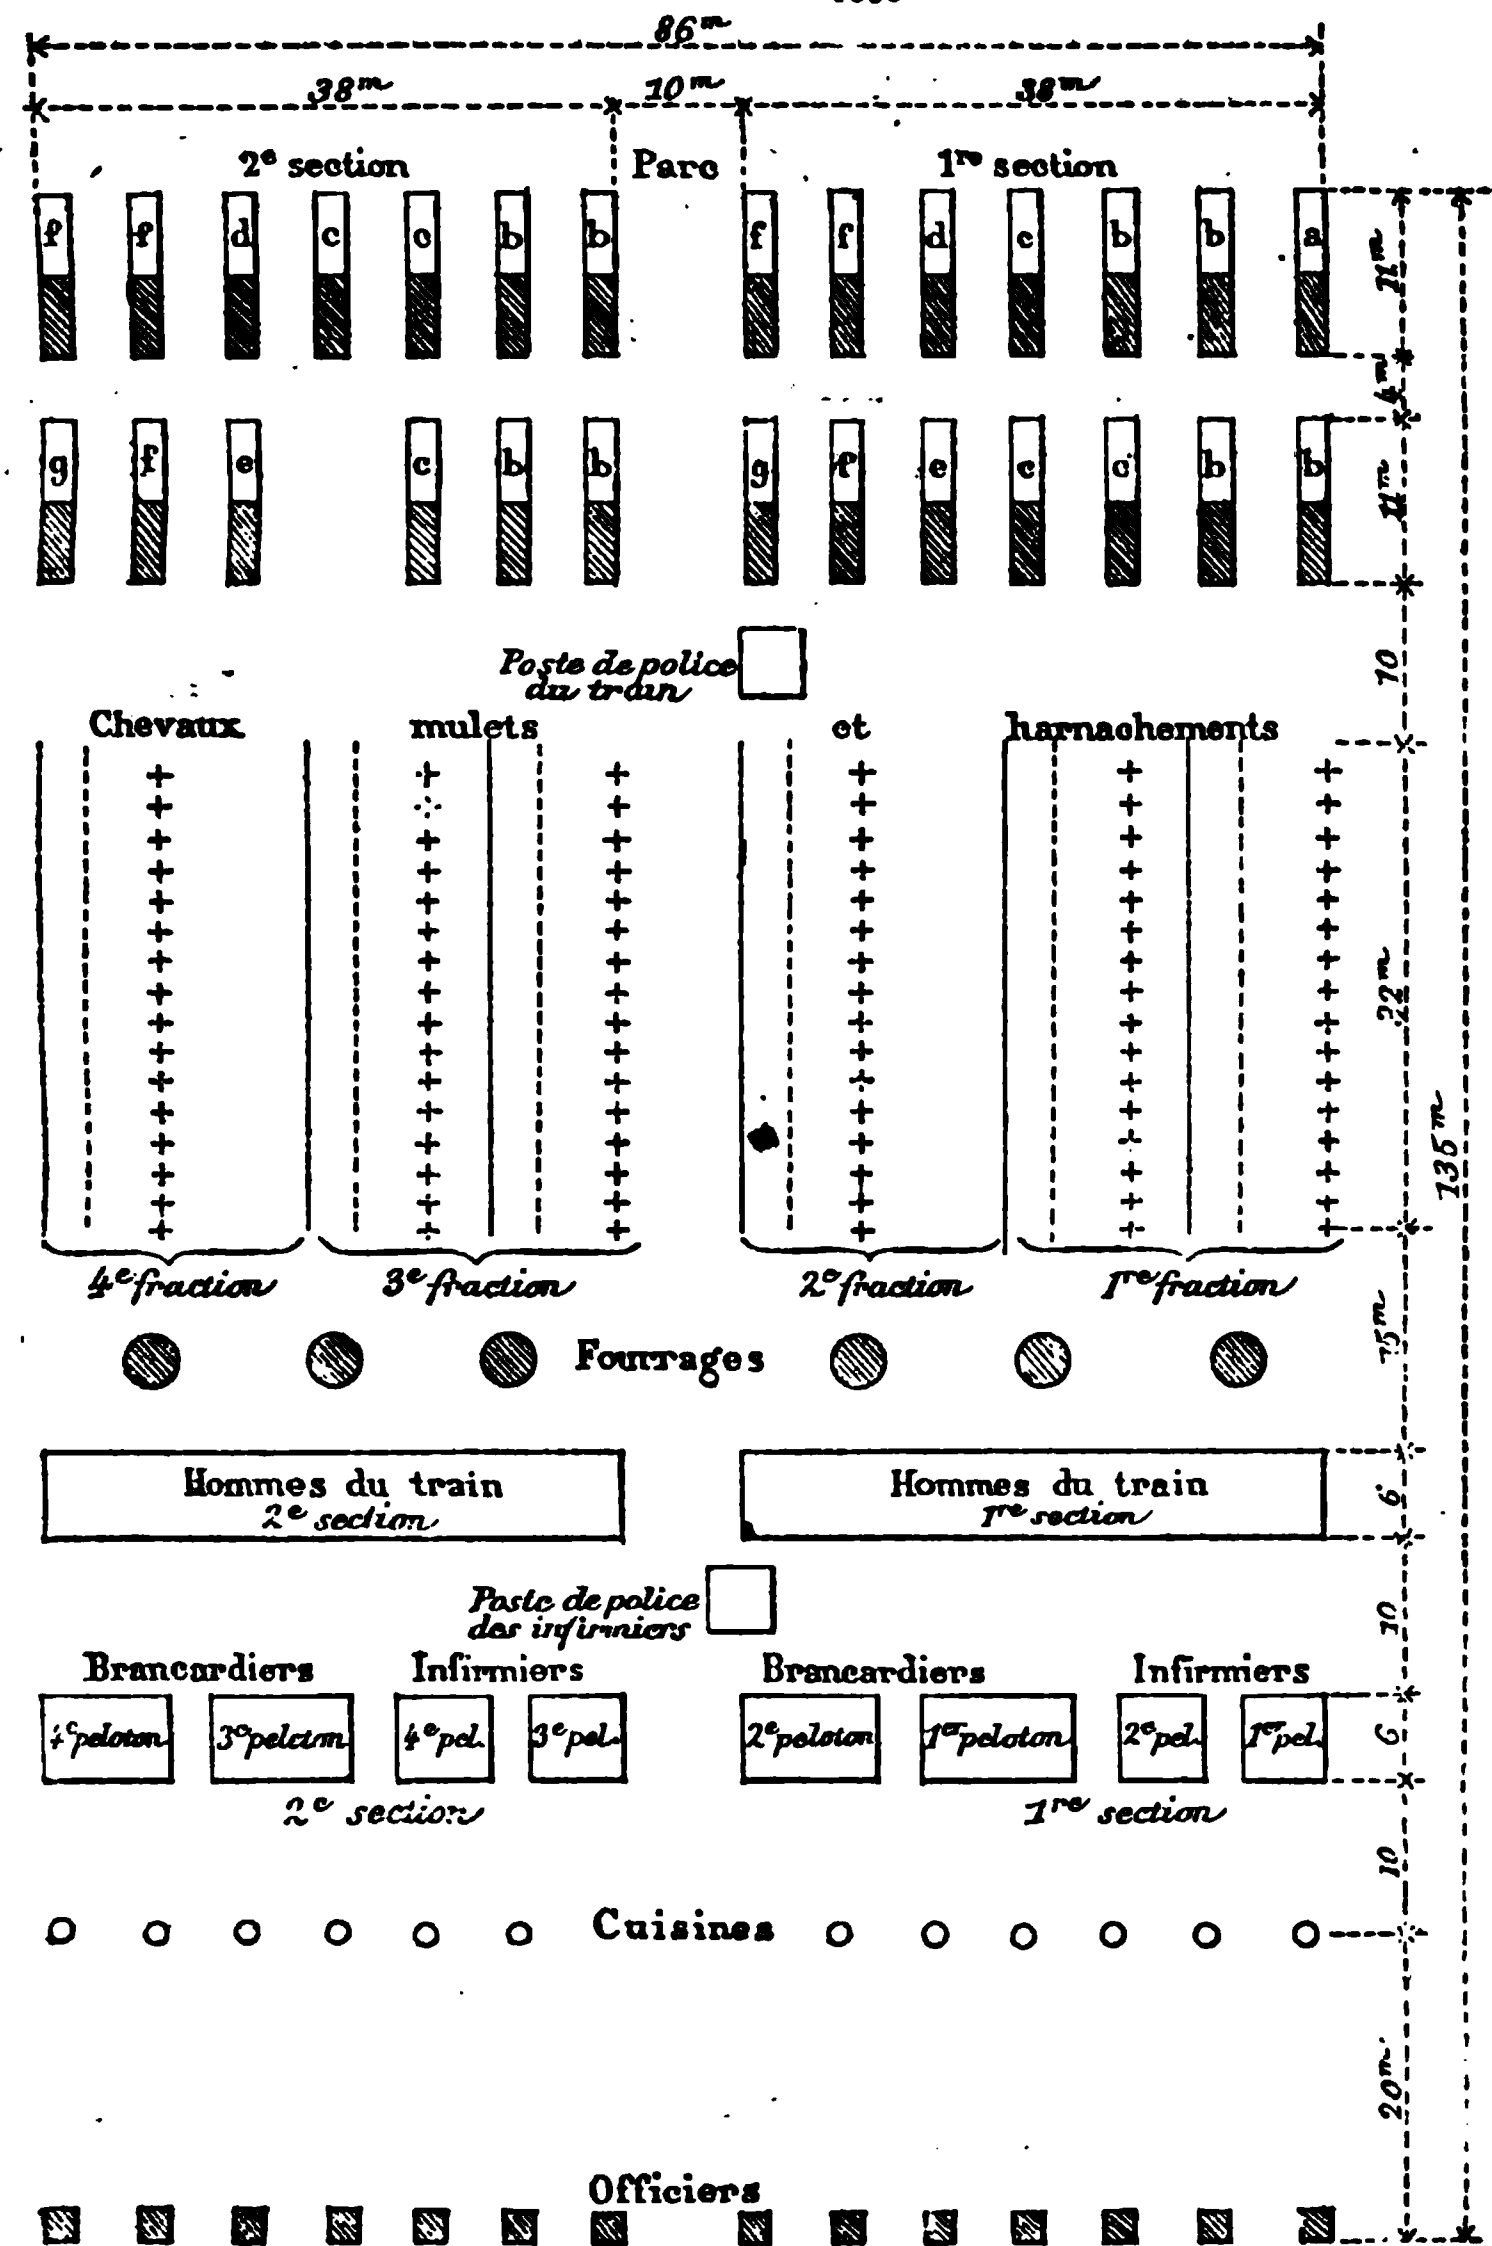 86m
38m 10m 38m
2e section Parc 1re section
f f d c c b b f f d c b b a
11m
4m
g f e c b b g f e c c b b
11m
Poste de police
du train
10
Chevaux mulets et harnachements
22m
135m
4e fraction 3e fraction 2e fraction 1re fraction
15m
Fourrages
Hommes du train
2e section
Hommes du train
1re section
6
Poste de police
des infirmiers
10
Brancardiers Infirmiers Brancardiers Infirmiers
4e peloton 3e peloton 4e pel. 3e pel. 2e peloton 1er peloton 2e pel. 1er pel.
6
2e section 1re section
10
Cuisines
20m.
Officiers